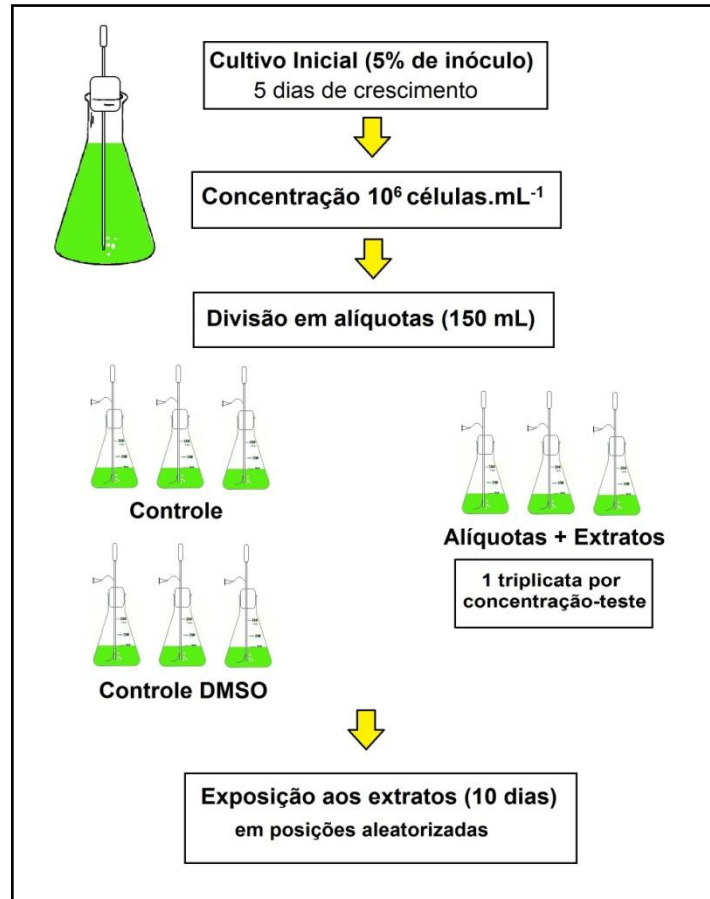 Cultivo Inicial (5% de inóculo)
5 dias de crescimento
Concentração 10⁶ células.mL⁻¹
Divisão em alíquotas (150 mL)
Controle
Alíquotas + Extratos
1 triplicata por
concentração-teste
Controle DMSO
Exposição aos extratos (10 dias)
em posições aleatorizadas